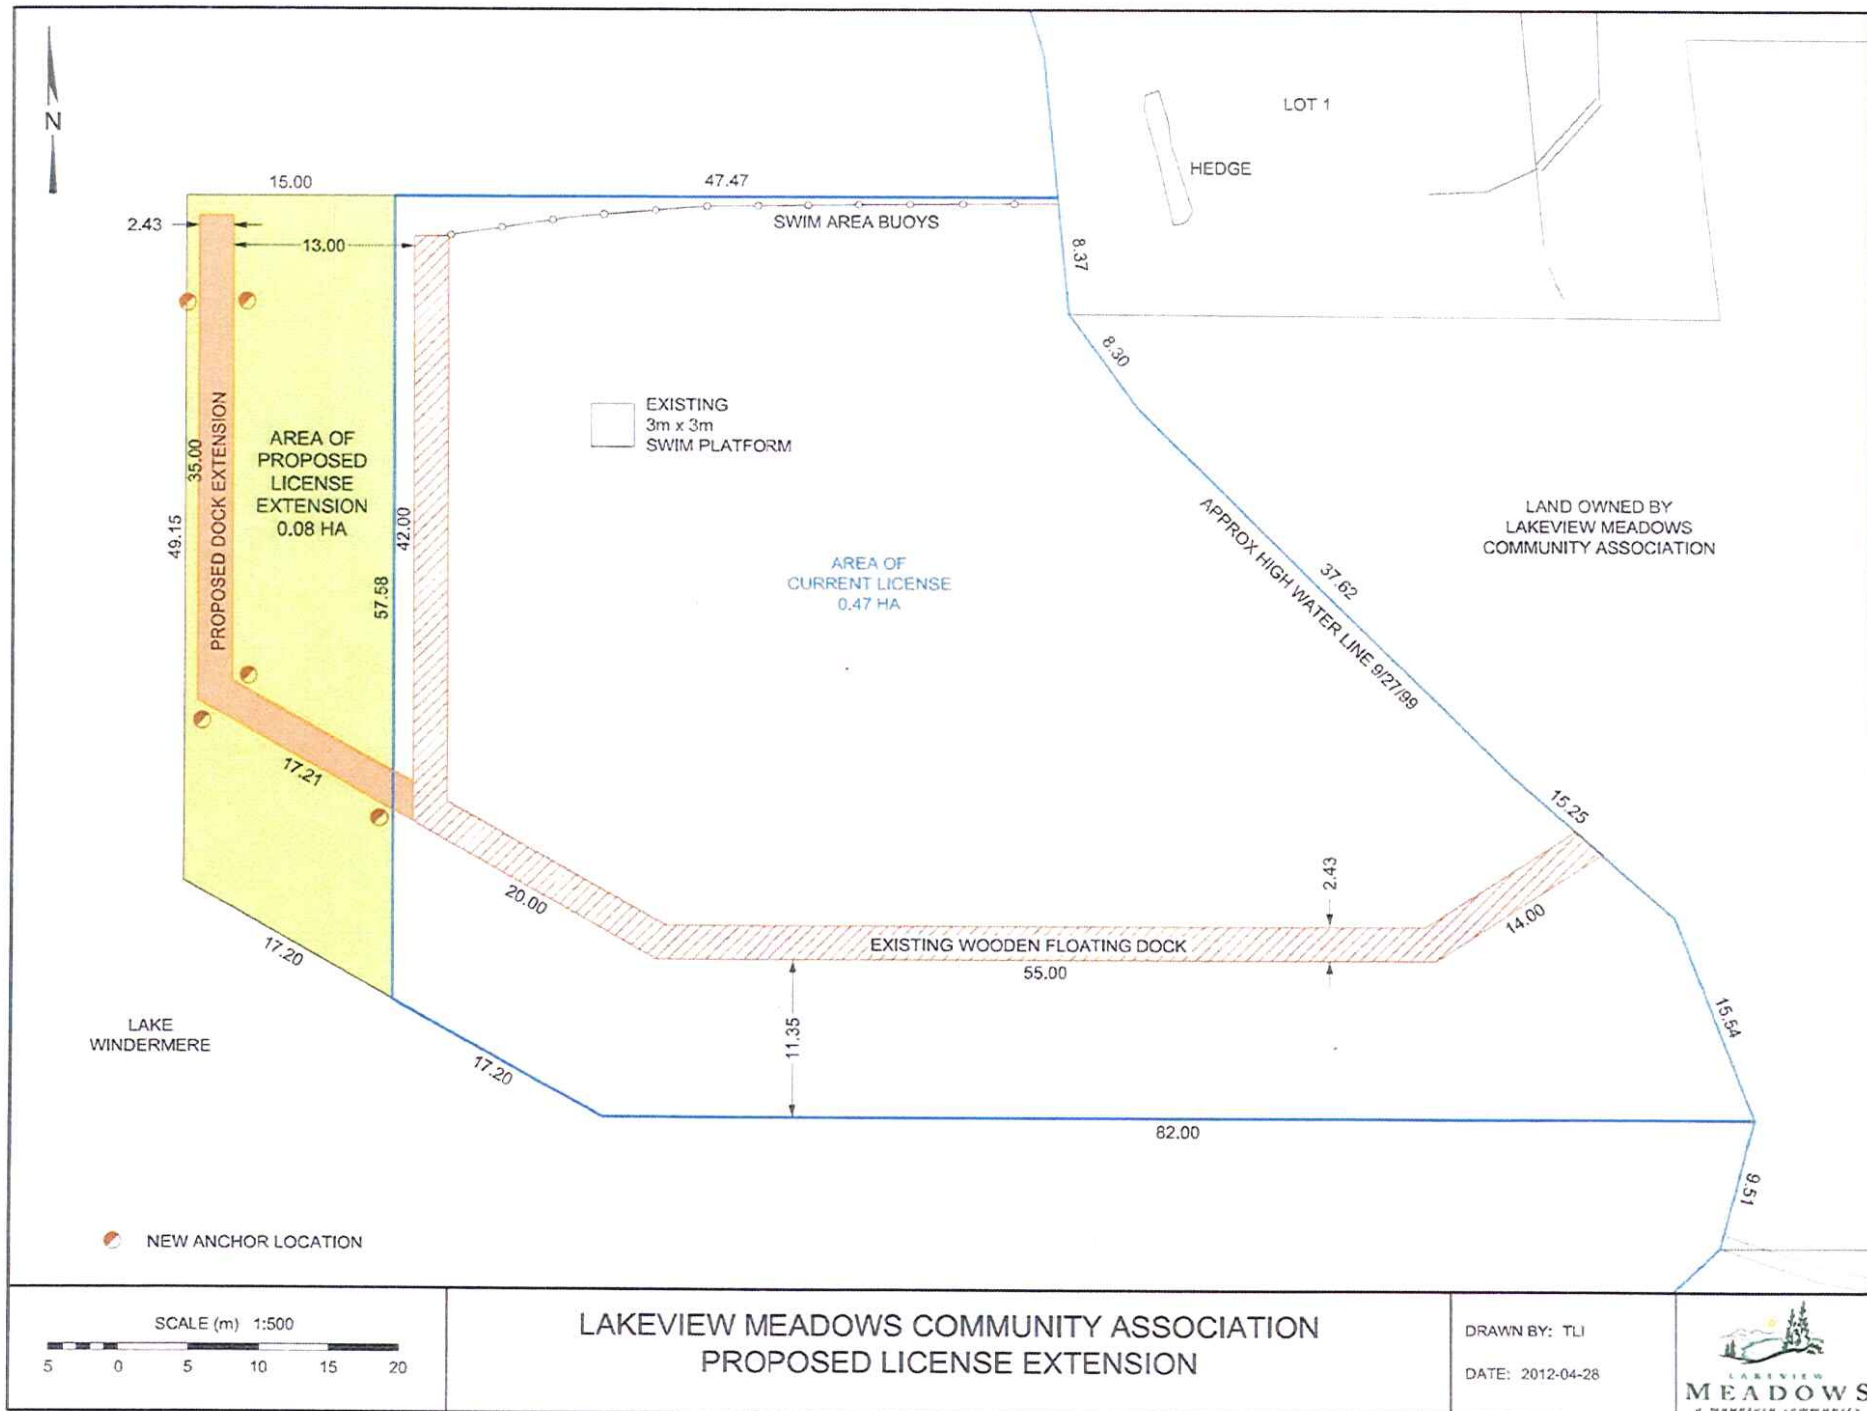 N
LOT 1
HEDGE
15.00
47.47
2.43
13.00
SWIM AREA BUOYS
8.37
8.30
EXISTING
3m x 3m
SWIM PLATFORM
AREA OF
PROPOSED
LICENSE
EXTENSION
0.08 HA
PROPOSED DOCK EXTENSION
35.00
49.15
42.00
57.58
AREA OF
CURRENT LICENSE
0.47 HA
APPROX HIGH WATER LINE 9/27/99
37.62
LAND OWNED BY
LAKEVIEW MEADOWS
COMMUNITY ASSOCIATION
17.21
15.25
20.00
2.43
14.00
EXISTING WOODEN FLOATING DOCK
55.00
17.20
11.35
15.54
LAKE
WINDERMERE
17.20
82.00
9.51
NEW ANCHOR LOCATION
SCALE (m) 1:500
5 0 5 10 15 20
LAKEVIEW MEADOWS COMMUNITY ASSOCIATION
PROPOSED LICENSE EXTENSION
DRAWN BY: TLI
DATE: 2012-04-28
LAKEVIEW
MEADOWS